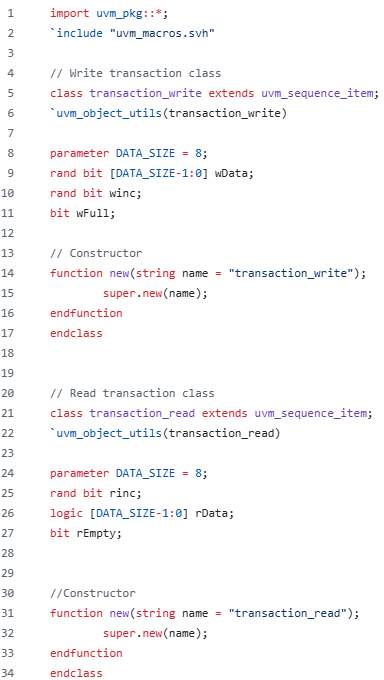 1 import uvm_pkg::*;
2 `include "uvm_macros.svh"
3
4 // Write transaction class
5 class transaction_write extends uvm_sequence_item;
6 `uvm_object_utils(transaction_write)
7
8 parameter DATA_SIZE = 8;
9 rand bit [DATA_SIZE-1:0] wData;
10 rand bit winc;
11 bit wFull;
12
13 // Constructor
14 function new(string name = "transaction_write");
15 super.new(name);
16 endfunction
17 endclass
18
19
20 // Read transaction class
21 class transaction_read extends uvm_sequence_item;
22 `uvm_object_utils(transaction_read)
23
24 parameter DATA_SIZE = 8;
25 rand bit rinc;
26 logic [DATA_SIZE-1:0] rData;
27 bit rEmpty;
28
29
30 //Constructor
31 function new(string name = "transaction_read");
32 super.new(name);
33 endfunction
34 endclass